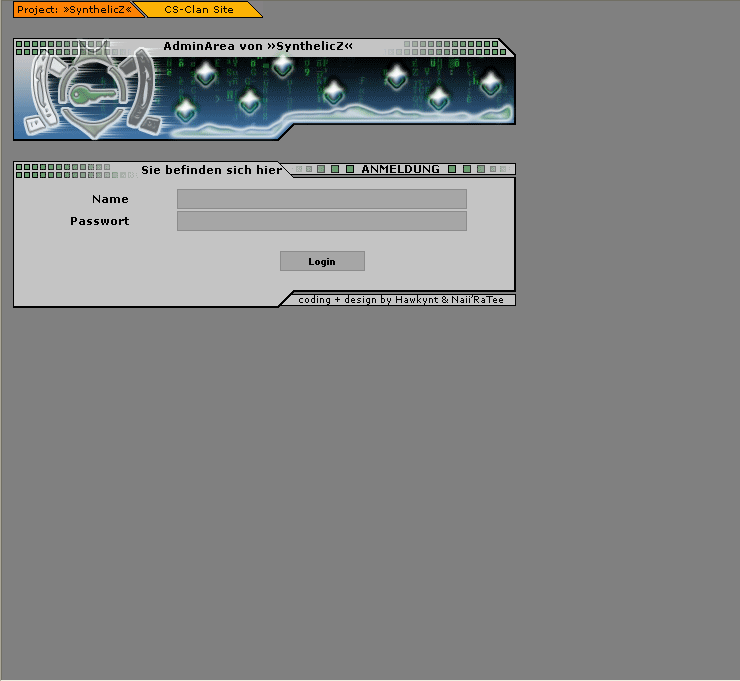 Project: »SynthelicZ« CS-Clan Site
AdminArea von »SynthelicZ«
Sie befinden sich hier ANMELDUNG
Name
Passwort
Login
coding + design by Hawkynt & Naii'RaTee